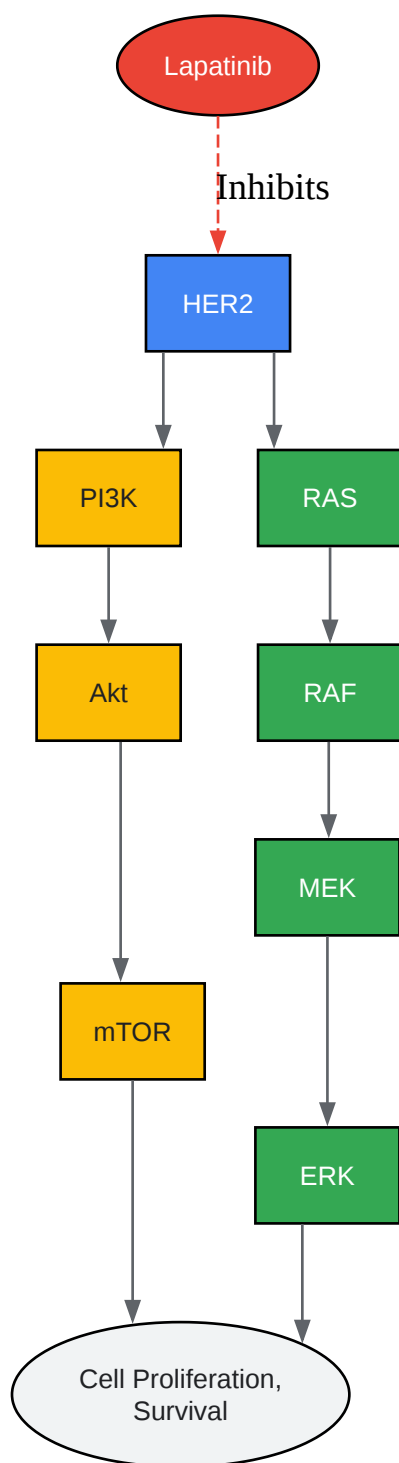 Lapatinib
Inhibits
HER2
PI3K
RAS
Akt
RAF
MEK
mTOR
ERK
Cell Proliferation,
Survival